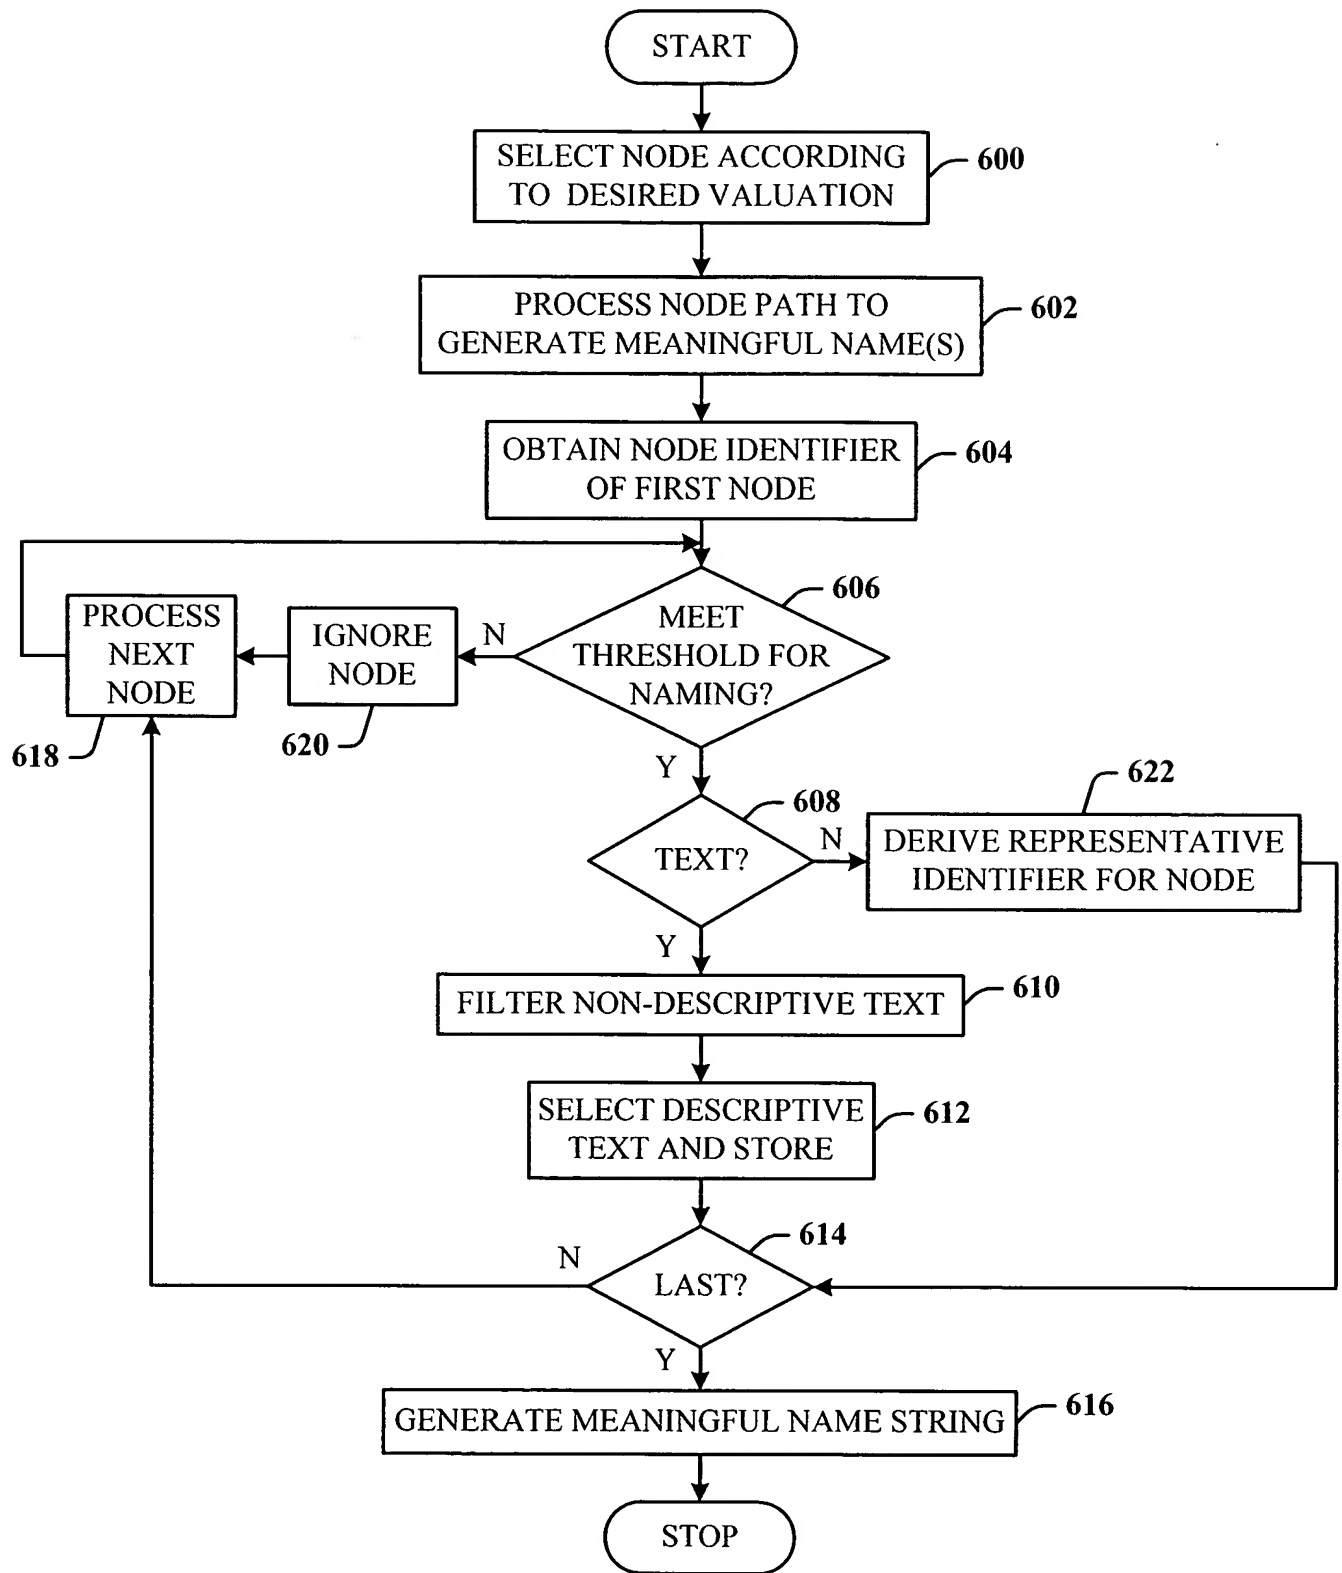 START
SELECT NODE ACCORDING
TO DESIRED VALUATION
600
PROCESS NODE PATH TO
GENERATE MEANINGFUL NAME(S)
602
OBTAIN NODE IDENTIFIER
OF FIRST NODE
604
606
MEET
THRESHOLD FOR
NAMING?
N
IGNORE
NODE
620
PROCESS
NEXT
NODE
618
Y
608
TEXT?
N
622
DERIVE REPRESENTATIVE
IDENTIFIER FOR NODE
Y
FILTER NON-DESCRIPTIVE TEXT
610
SELECT DESCRIPTIVE
TEXT AND STORE
612
614
N
LAST?
Y
GENERATE MEANINGFUL NAME STRING
616
STOP